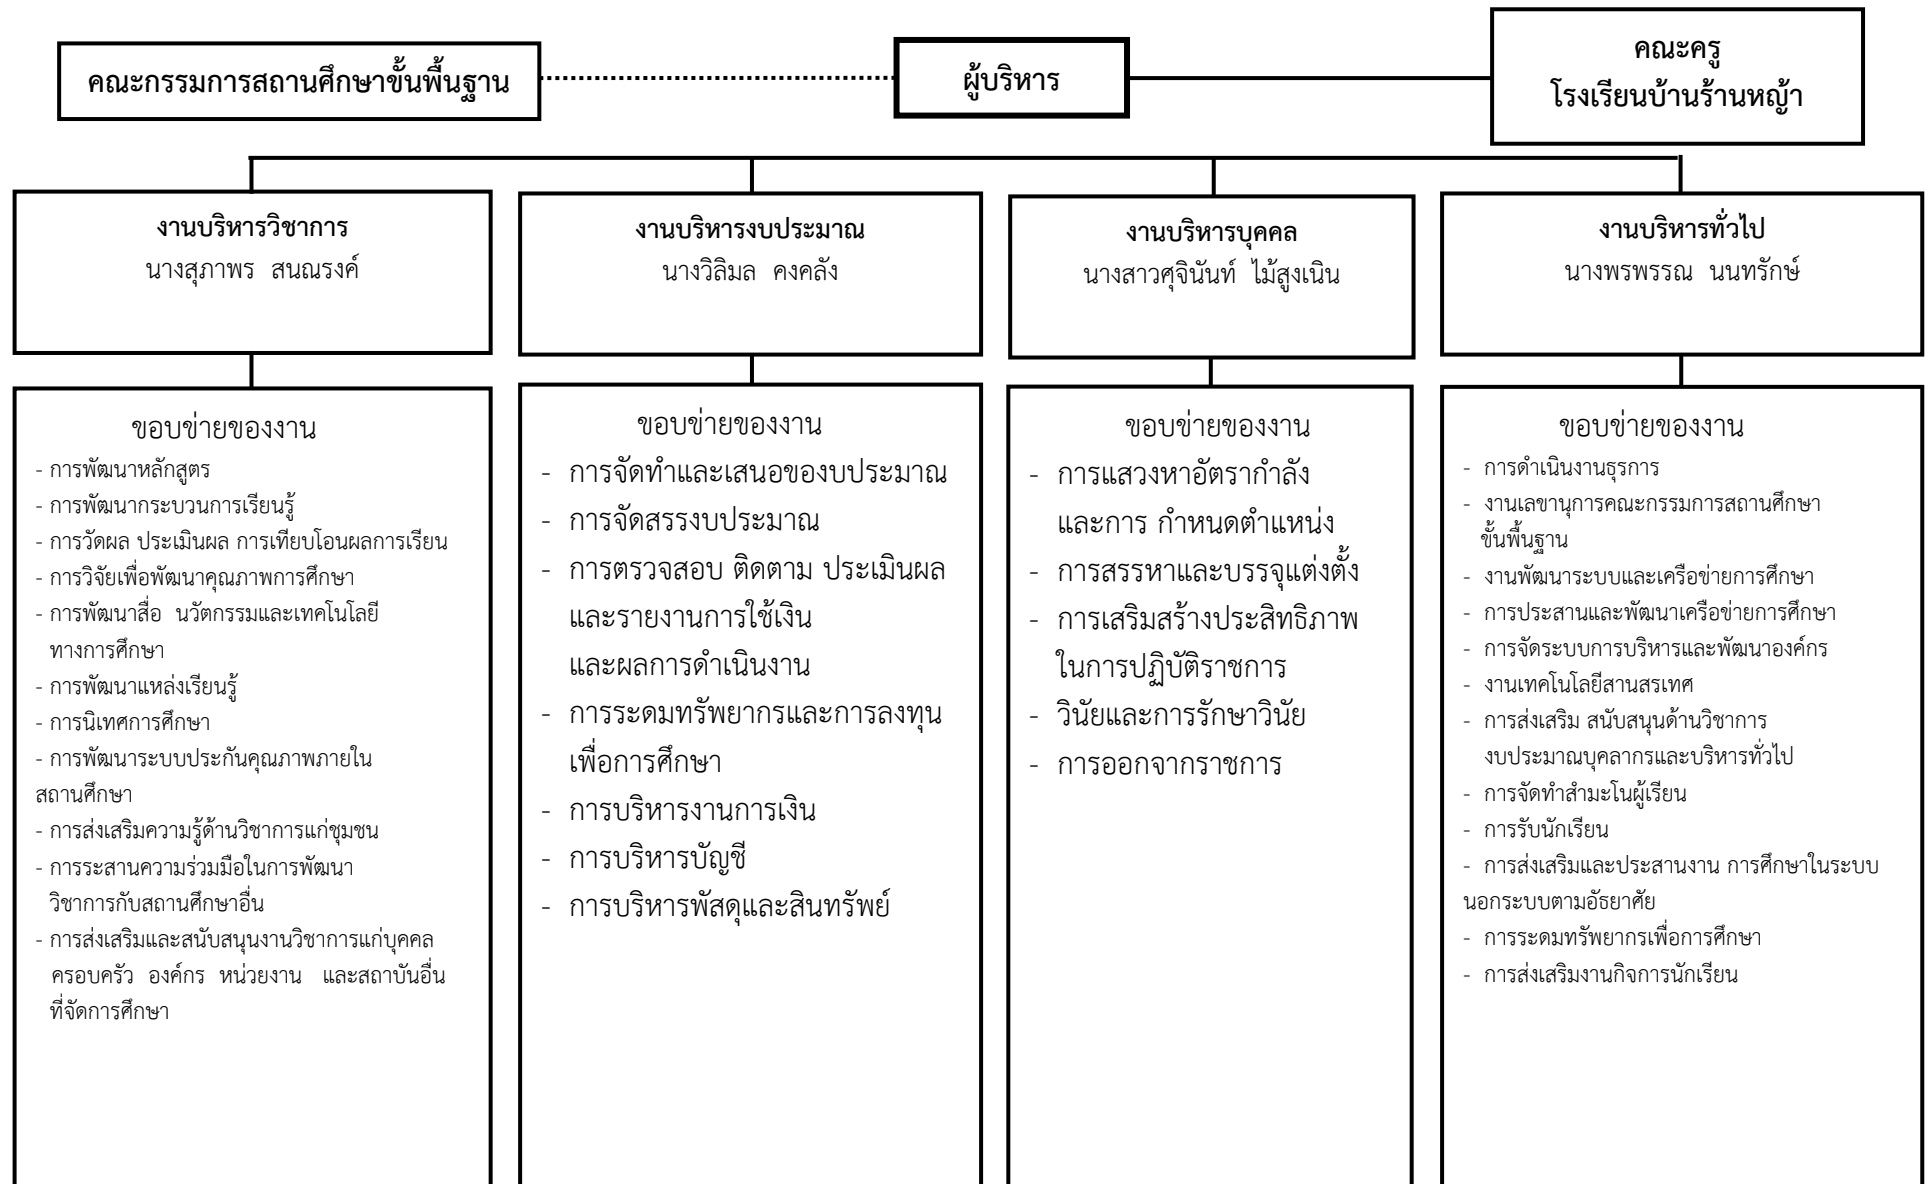 คณะกรรมการสถานศึกษาขั้นพื้นฐาน
ผู้บริหาร
คณะครู
โรงเรียนบ้านร้านหญ้า
งานบริหารวิชาการ
นางสุภาพร สนณรงค์
งานบริหารงบประมาณ
นางวิลิมล คงคลัง
งานบริหารบุคคล
นางสาวศุจินันท์ ไม้สูงเนิน
งานบริหารทั่วไป
นางพรพรรณ นนทรักษ์
ขอบข่ายของงาน
- การพัฒนาหลักสูตร
- การพัฒนากระบวนการเรียนรู้
- การวัดผล ประเมินผล การเทียบโอนผลการเรียน
- การวิจัยเพื่อพัฒนาคุณภาพการศึกษา
- การพัฒนาสื่อ นวัตกรรมและเทคโนโลยี
ทางการศึกษา
- การพัฒนาแหล่งเรียนรู้
- การนิเทศการศึกษา
- การพัฒนาระบบประกันคุณภาพภายใน
สถานศึกษา
- การส่งเสริมความรู้ด้านวิชาการแก่ชุมชน
- การระสานความร่วมมือในการพัฒนา
วิชาการกับสถานศึกษาอื่น
- การส่งเสริมและสนับสนุนงานวิชาการแก่บุคคล
ครอบครัว องค์กร หน่วยงาน และสถาบันอื่น
ที่จัดการศึกษา
ขอบข่ายของงาน
- การจัดทำและเสนอของบประมาณ
- การจัดสรรงบประมาณ
- การตรวจสอบ ติดตาม ประเมินผล
และรายงานการใช้เงิน
และผลการดำเนินงาน
- การระดมทรัพยากรและการลงทุน
เพื่อการศึกษา
- การบริหารงานการเงิน
- การบริหารบัญชี
- การบริหารพัสดุและสินทรัพย์
ขอบข่ายของงาน
- การแสวงหาอัตรากำลัง
และการ กำหนดตำแหน่ง
- การสรรหาและบรรจุแต่งตั้ง
- การเสริมสร้างประสิทธิภาพ
ในการปฏิบัติราชการ
- วินัยและการรักษาวินัย
- การออกจากราชการ
ขอบข่ายของงาน
- การดำเนินงานธุรการ
- งานเลขานุการคณะกรรมการสถานศึกษา
ขั้นพื้นฐาน
- งานพัฒนาระบบและเครือข่ายการศึกษา
- การประสานและพัฒนาเครือข่ายการศึกษา
- การจัดระบบการบริหารและพัฒนาองค์กร
- งานเทคโนโลยีสานสรเทศ
- การส่งเสริม สนับสนุนด้านวิชาการ
งบประมาณบุคลากรและบริหารทั่วไป
- การจัดทำสำมะโนผู้เรียน
- การรับนักเรียน
- การส่งเสริมและประสานงาน การศึกษาในระบบ
นอกระบบตามอัธยาศัย
- การระดมทรัพยากรเพื่อการศึกษา
- การส่งเสริมงานกิจการนักเรียน